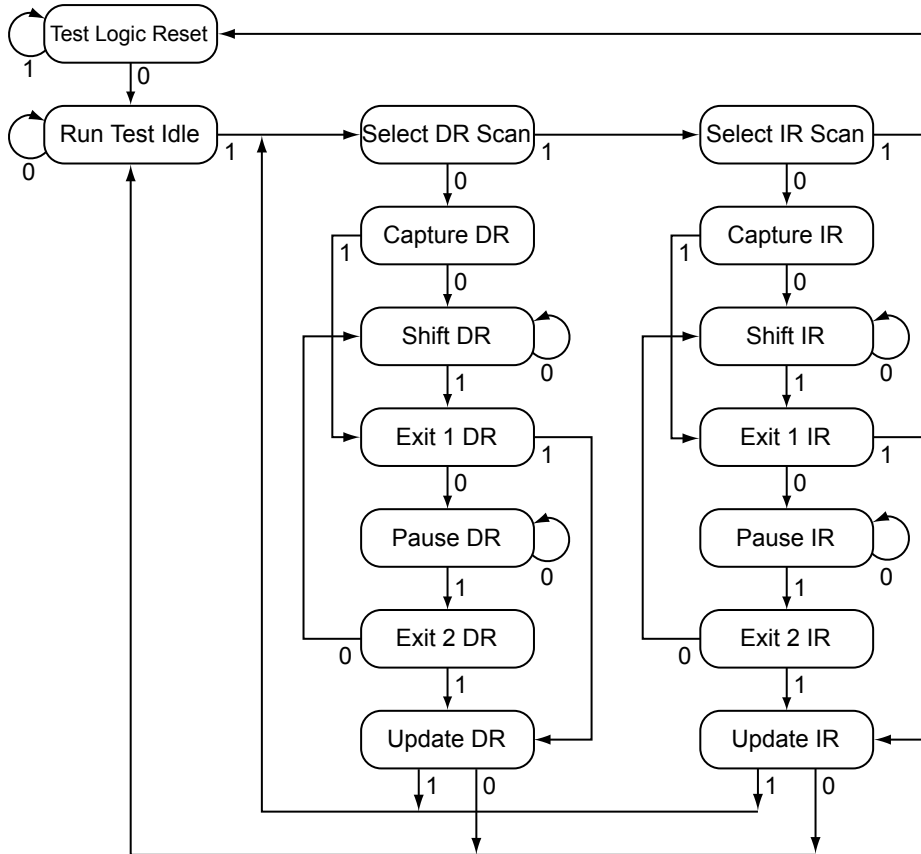 Test Logic Reset
1
0
Run Test Idle
0
1
Select DR Scan
1
0
Select IR Scan
1
0
Capture DR
1
0
Capture IR
1
0
Shift DR
0
1
Shift IR
0
1
Exit 1 DR
1
0
Exit 1 IR
1
0
Pause DR
0
1
Pause IR
0
1
Exit 2 DR
0
1
Exit 2 IR
0
1
Update DR
1
0
Update IR
1
0